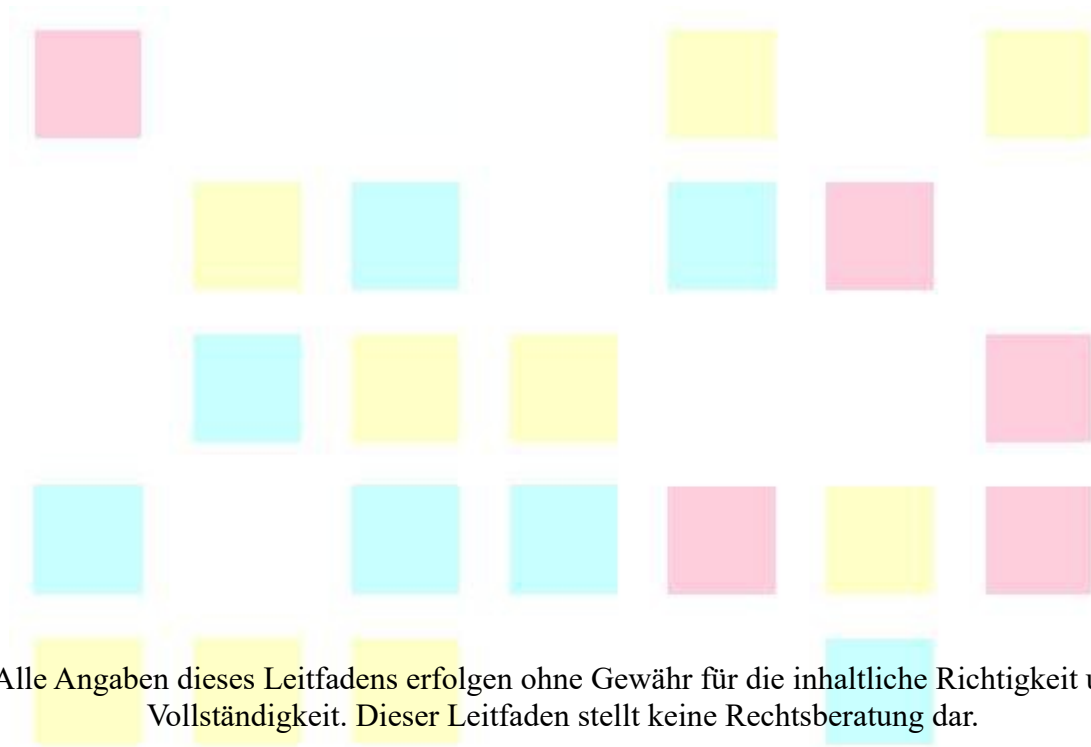 Alle Angaben dieses Leitfadens erfolgen ohne Gewähr für die inhaltliche Richtigkeit
Vollständigkeit. Dieser Leitfaden stellt keine Rechtsberatung dar.